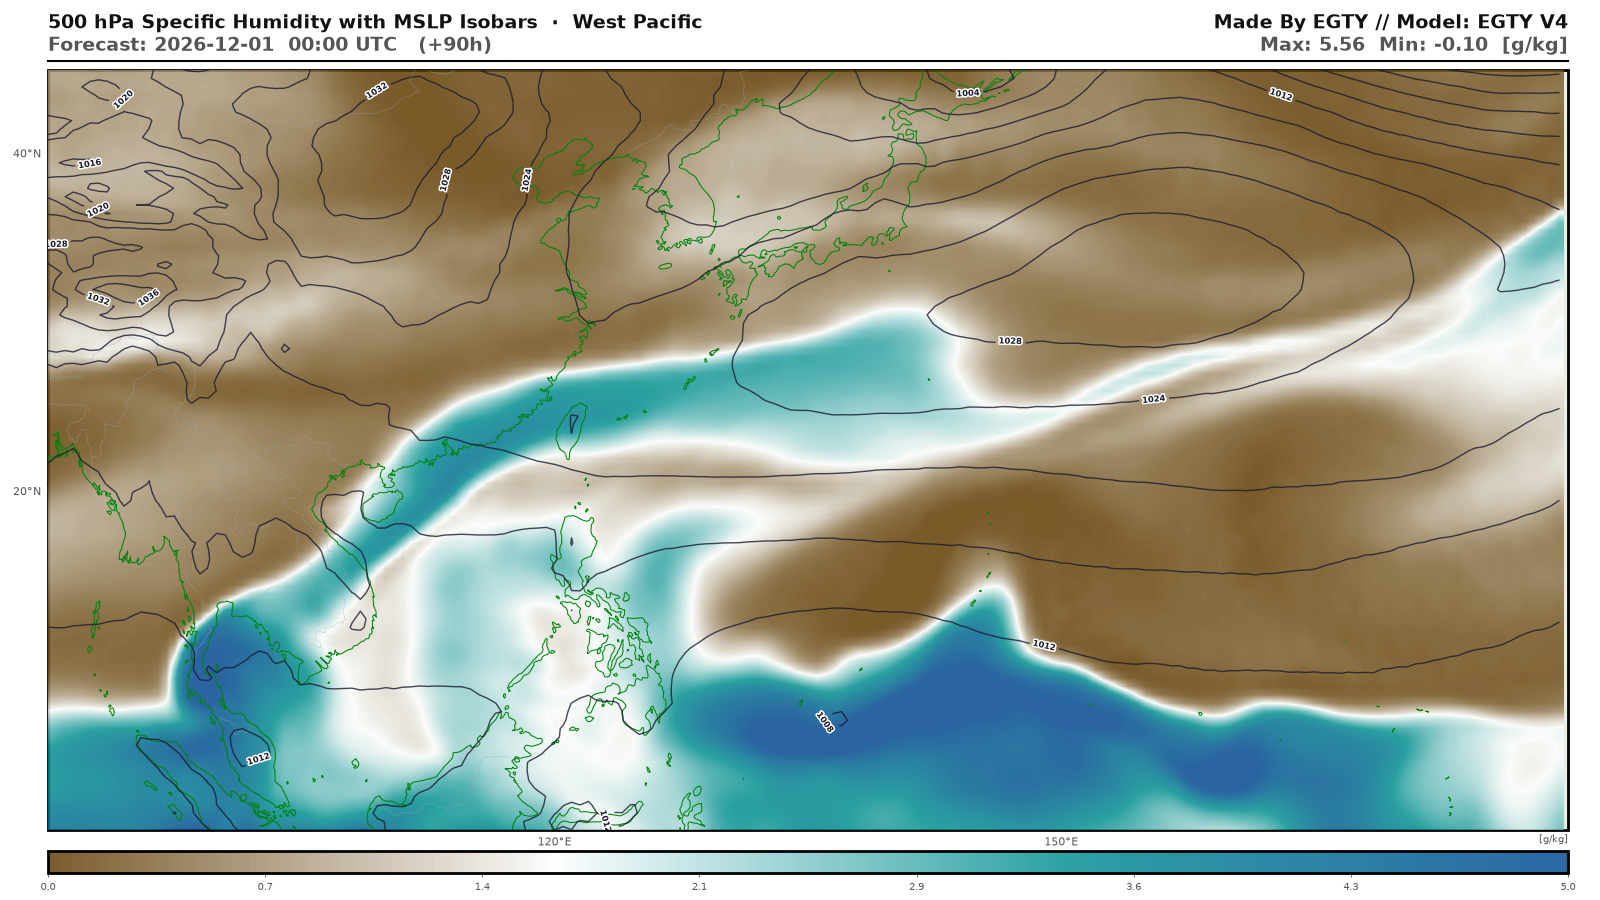 500 hPa Specific Humidity with MSLP Isobars · West Pacific
Made By EGTY // Model: EGTY V4
Forecast: 2026-12-01 00:00 UTC (+90h)
Max: 5.56 Min: -0.10 [g/kg]
1020
1032
1004
1012
40°N
1016
1028
1024
1020
1028
1032
1036
1028
1024
20°N
1012
1008
1012
1012
120°E
150°E
[g/kg]
0.0
0.7
1.4
2.1
2.9
3.6
4.3
5.0